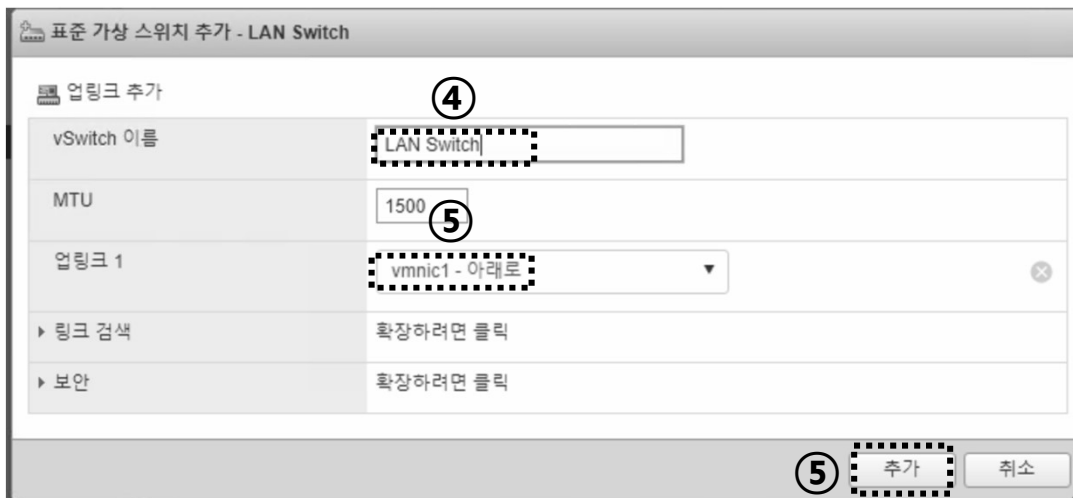 표준 가상 스위치 추가 - LAN Switch
업링크 추가
④
vSwitch 이름 LAN Switch
MTU 1500
⑤
업링크 1 vmnic1 - 아래로
링크 검색 확장하려면 클릭
보안 확장하려면 클릭
⑤ 추가 취소